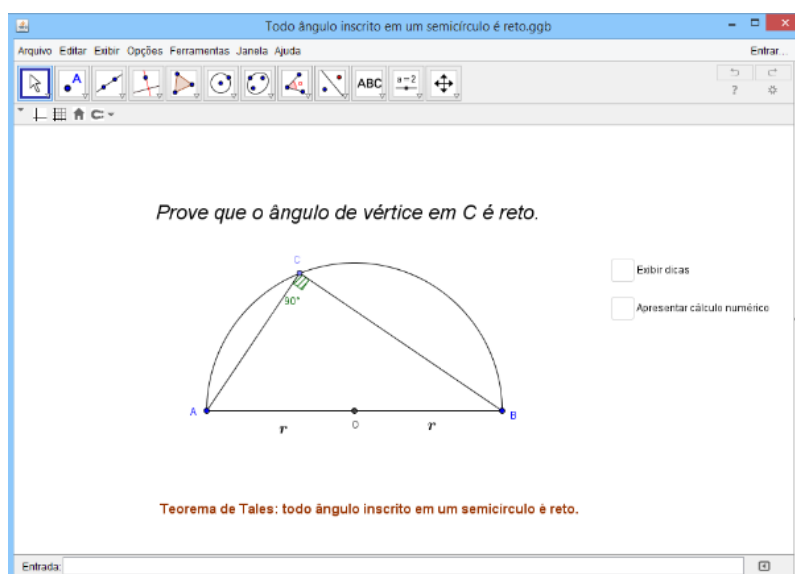 Todo ângulo inscrito em um semicírculo é reto.ggb
Arquivo Editar Exibir Opções Ferramentas Janela Ajuda
Entrar...
A
ABC
a=2
?
Prove que o ângulo de vértice em C é reto.
C
90°
Exibir dicas
Apresentar cálculo numérico
A
O
B
r
r
Teorema de Tales: todo ângulo inscrito em um semicírculo é reto.
Entrada: